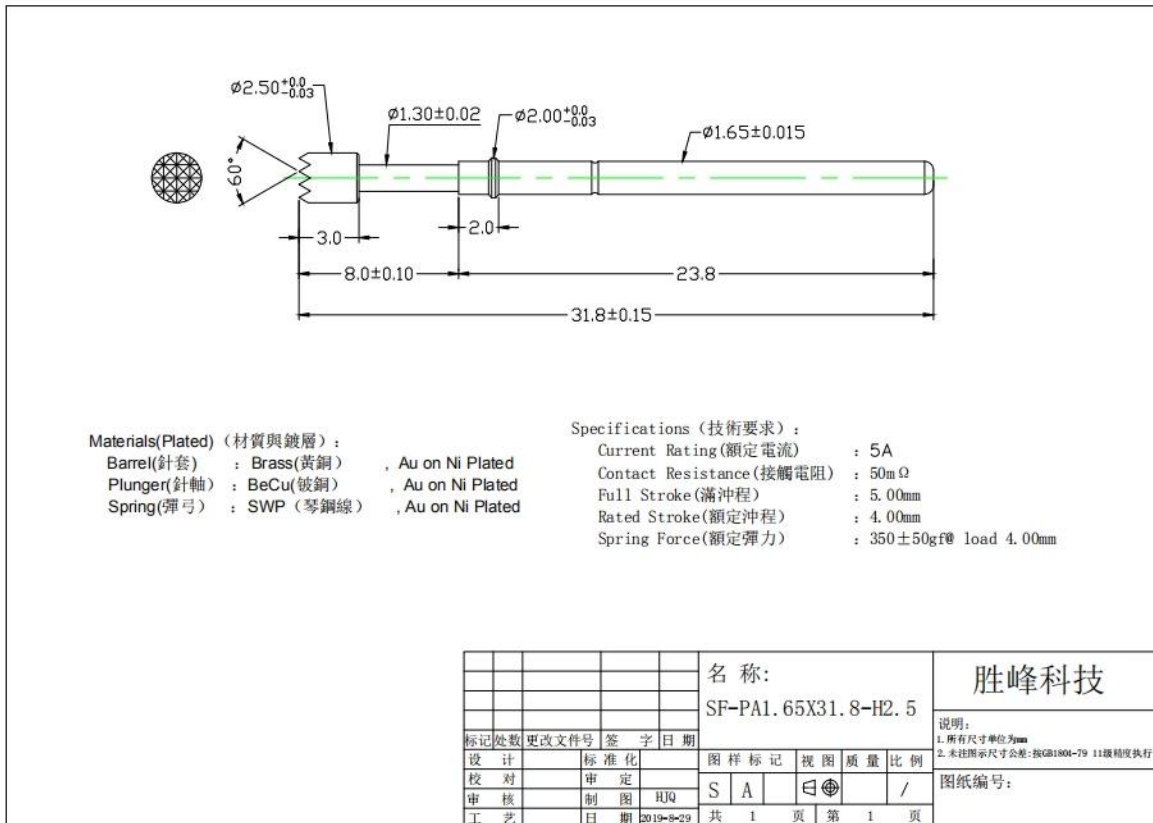 Ø2.50+0.0-0.03
Ø1.30±0.02
Ø2.00+0.0-0.03
Ø1.65±0.015
60°
3.0
2.0
8.0±0.10
23.8
31.8±0.15
Materials(Plated)（材質與鍍層）：
Barrel(針套) ：Brass(黃銅) , Au on Ni Plated
Plunger(針軸) ：BeCu(铍銅) , Au on Ni Plated
Spring(彈弓) ：SWP（琴鋼線） , Au on Ni Plated
Specifications（技術要求）：
Current Rating(額定電流) ：5A
Contact Resistance(接觸電阻) ：50mΩ
Full Stroke(滿沖程) ：5.00mm
Rated Stroke(額定沖程) ：4.00mm
Spring Force(額定彈力) ：350±50gf@ load 4.00mm
名 称:
SF-PA1.65X31.8-H2.5
胜峰科技
说明:
1.所有尺寸单位为mm
2.未注图示尺寸公差:按GB1804-79 11级精度执行
图纸编号:
标记 处数 更改文件号 签 字 日 期
设 计 标 准 化
校 对 审 定
审 核 制 图 HJQ
工 艺 日 期 2019-8-29
图 样 标 记 视 图 质 量 比 例
S A /
共 1 页 第 1 页